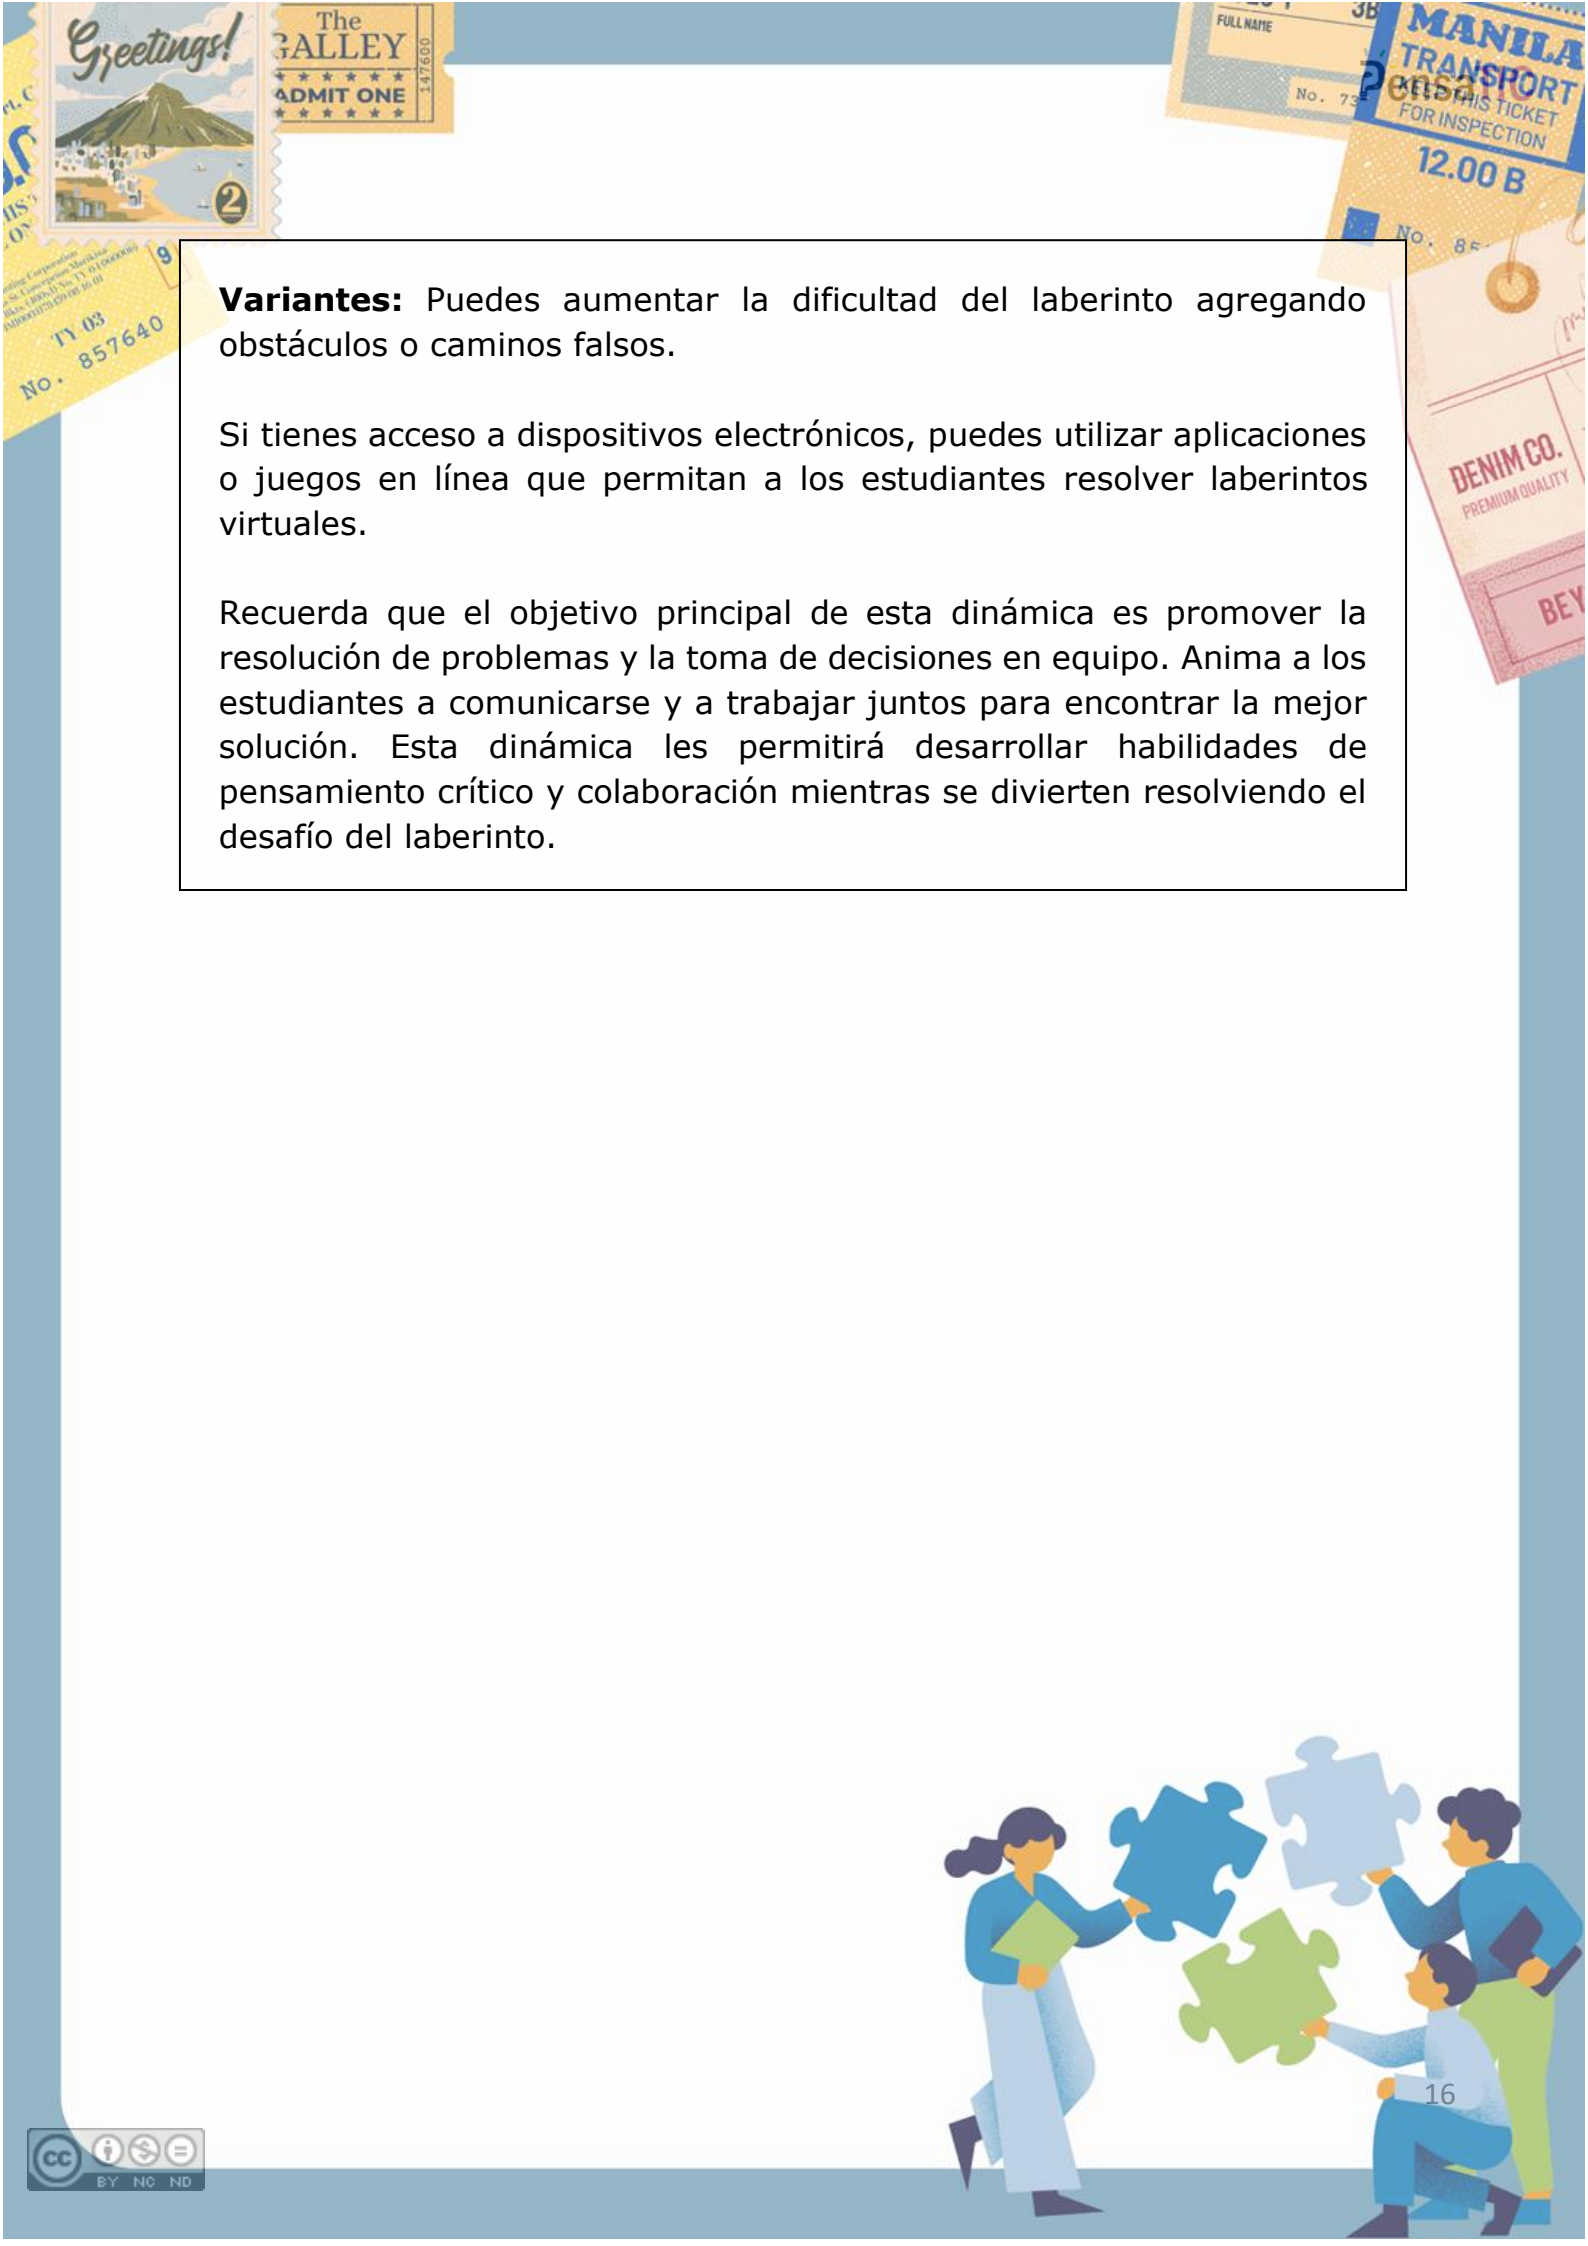 Greetings!
2
The
GALLEY
ADMIT ONE
147600
FULL NAME
3B
No. 73
MANILA
TRANSPORT
KEEP THIS TICKET
FOR INSPECTION
12.00 B
No. 85
PensaTIC
9
TY 03
No. 857640
DENIM CO.
PREMIUM QUALITY
BEY
Variantes: Puedes aumentar la dificultad del laberinto agregando
obstáculos o caminos falsos.
Si tienes acceso a dispositivos electrónicos, puedes utilizar aplicaciones
o juegos en línea que permitan a los estudiantes resolver laberintos
virtuales.
Recuerda que el objetivo principal de esta dinámica es promover la
resolución de problemas y la toma de decisiones en equipo. Anima a los
estudiantes a comunicarse y a trabajar juntos para encontrar la mejor
solución. Esta dinámica les permitirá desarrollar habilidades de
pensamiento crítico y colaboración mientras se divierten resolviendo el
desafío del laberinto.
16
cc
BY NC ND